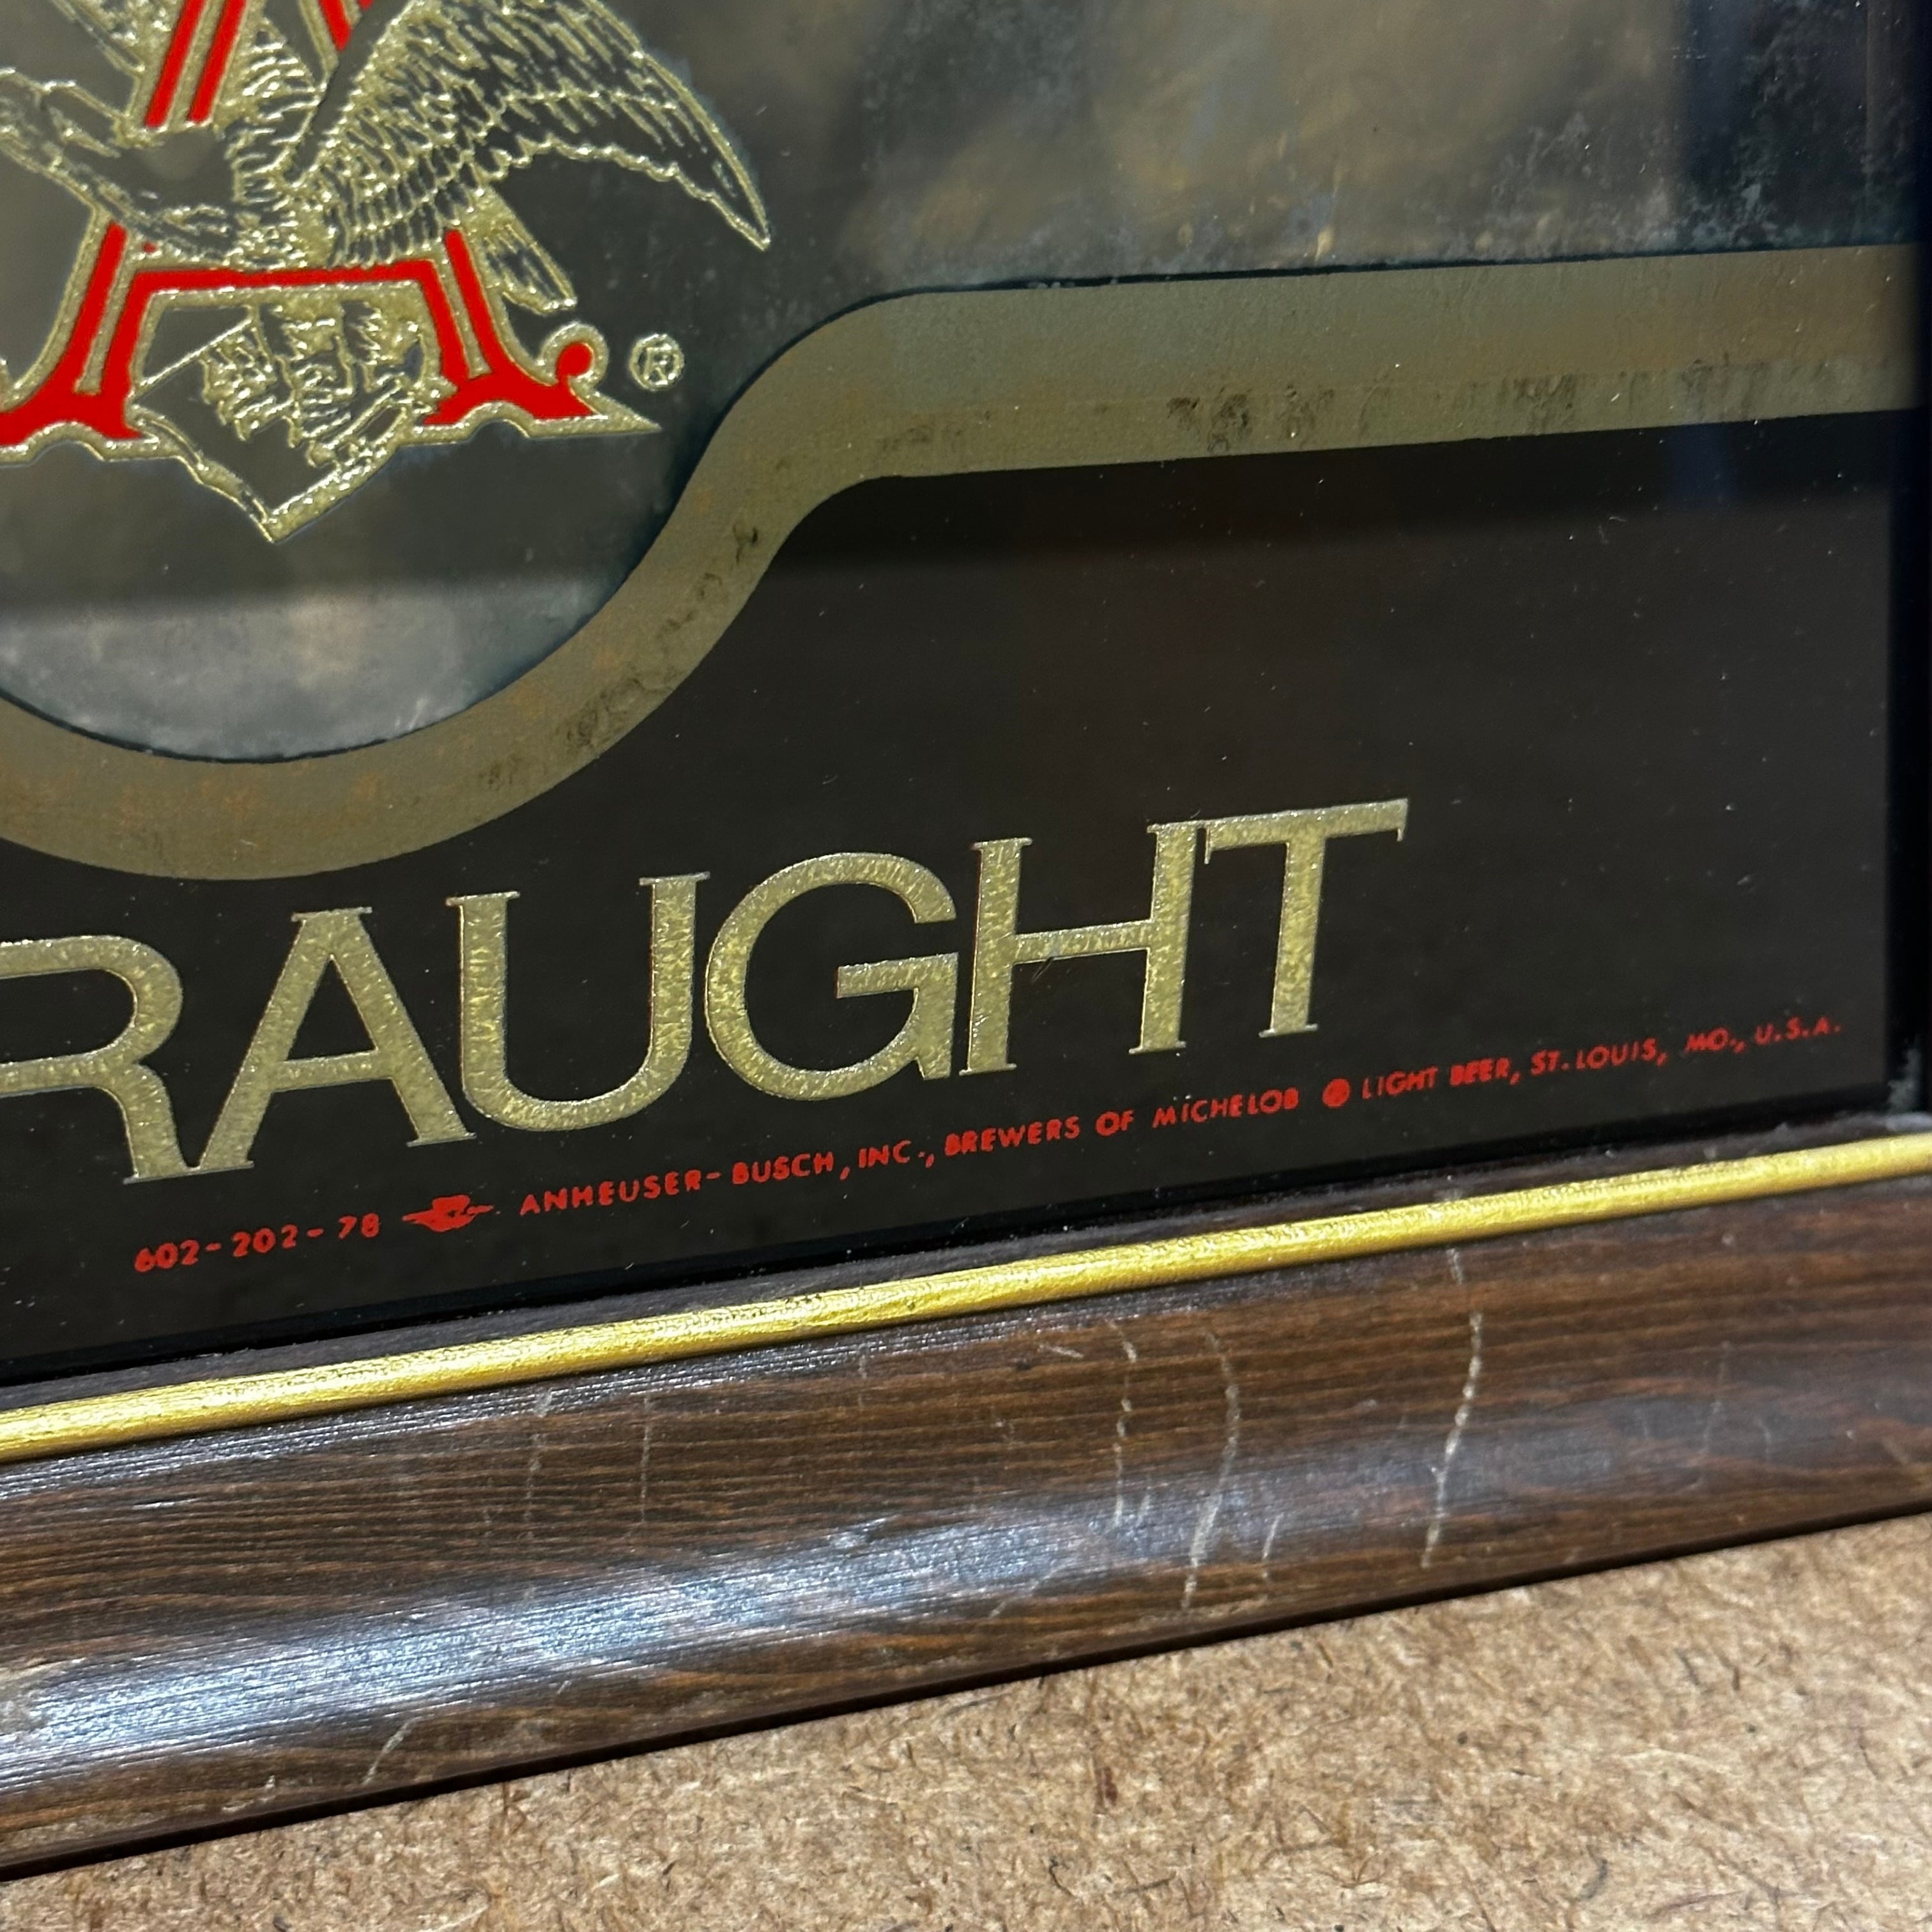 A ®
RAUGHT
602-202-78 ANHEUSER-BUSCH, INC., BREWERS OF MICHELOB ® LIGHT BEER, ST. LOUIS, MO., U.S.A.